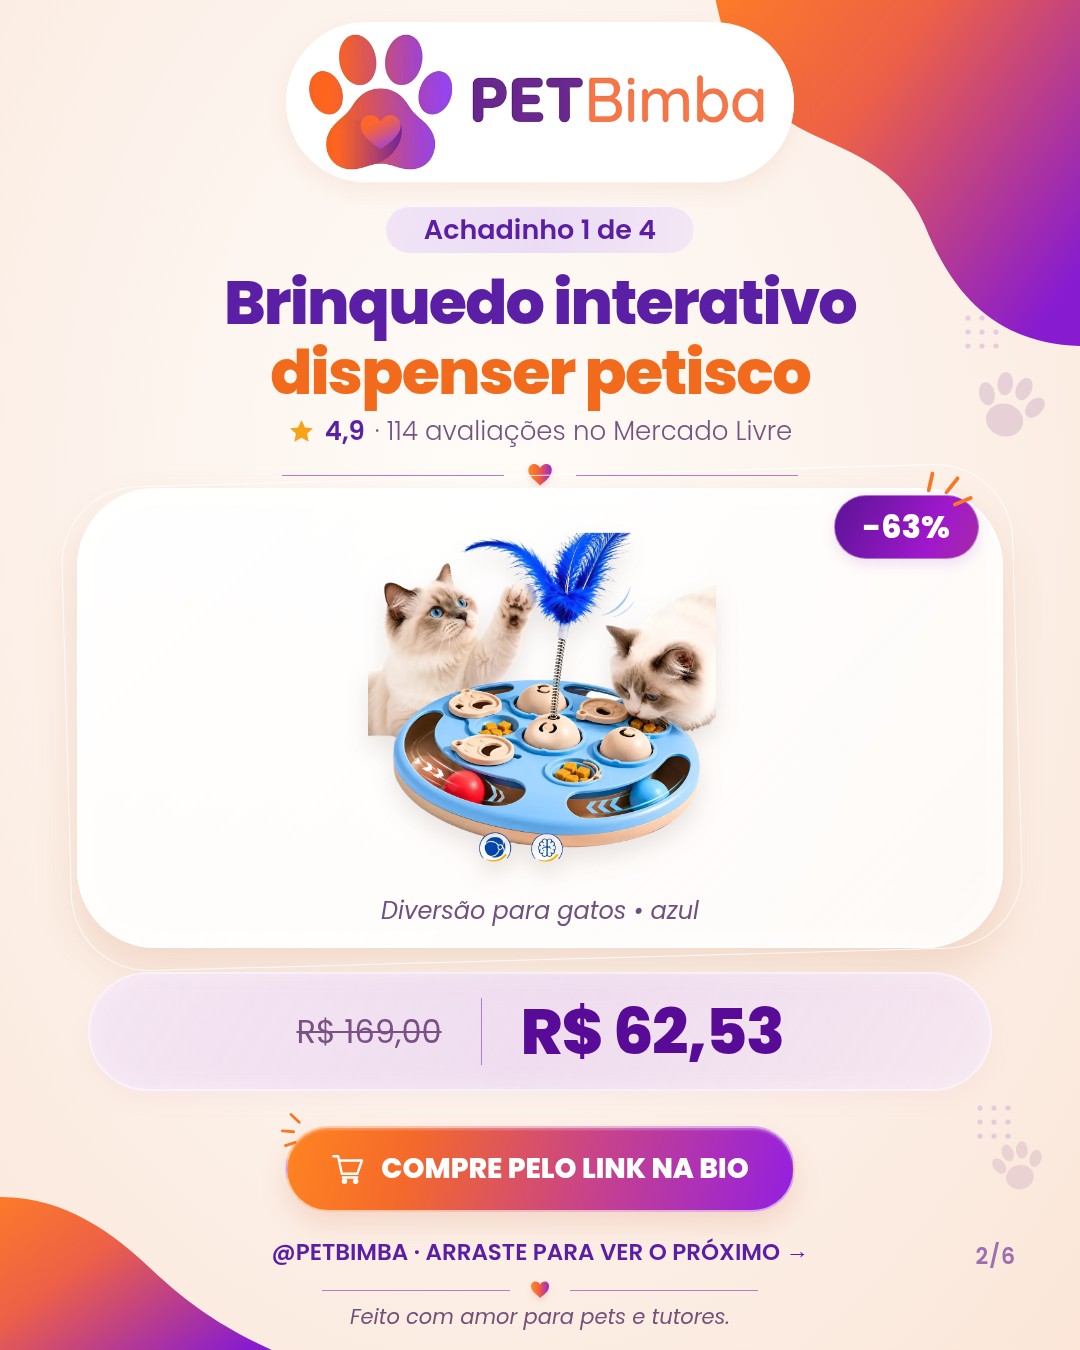 PETBimba
Achadinho 1 de 4
Brinquedo interativo
dispenser petisco
4,9 · 114 avaliações no Mercado Livre
-63%
Diversão para gatos • azul
R$ 169,00
R$ 62,53
COMPRE PELO LINK NA BIO
@PETBIMBA · ARRASTE PARA VER O PRÓXIMO →
2/6
Feito com amor para pets e tutores.